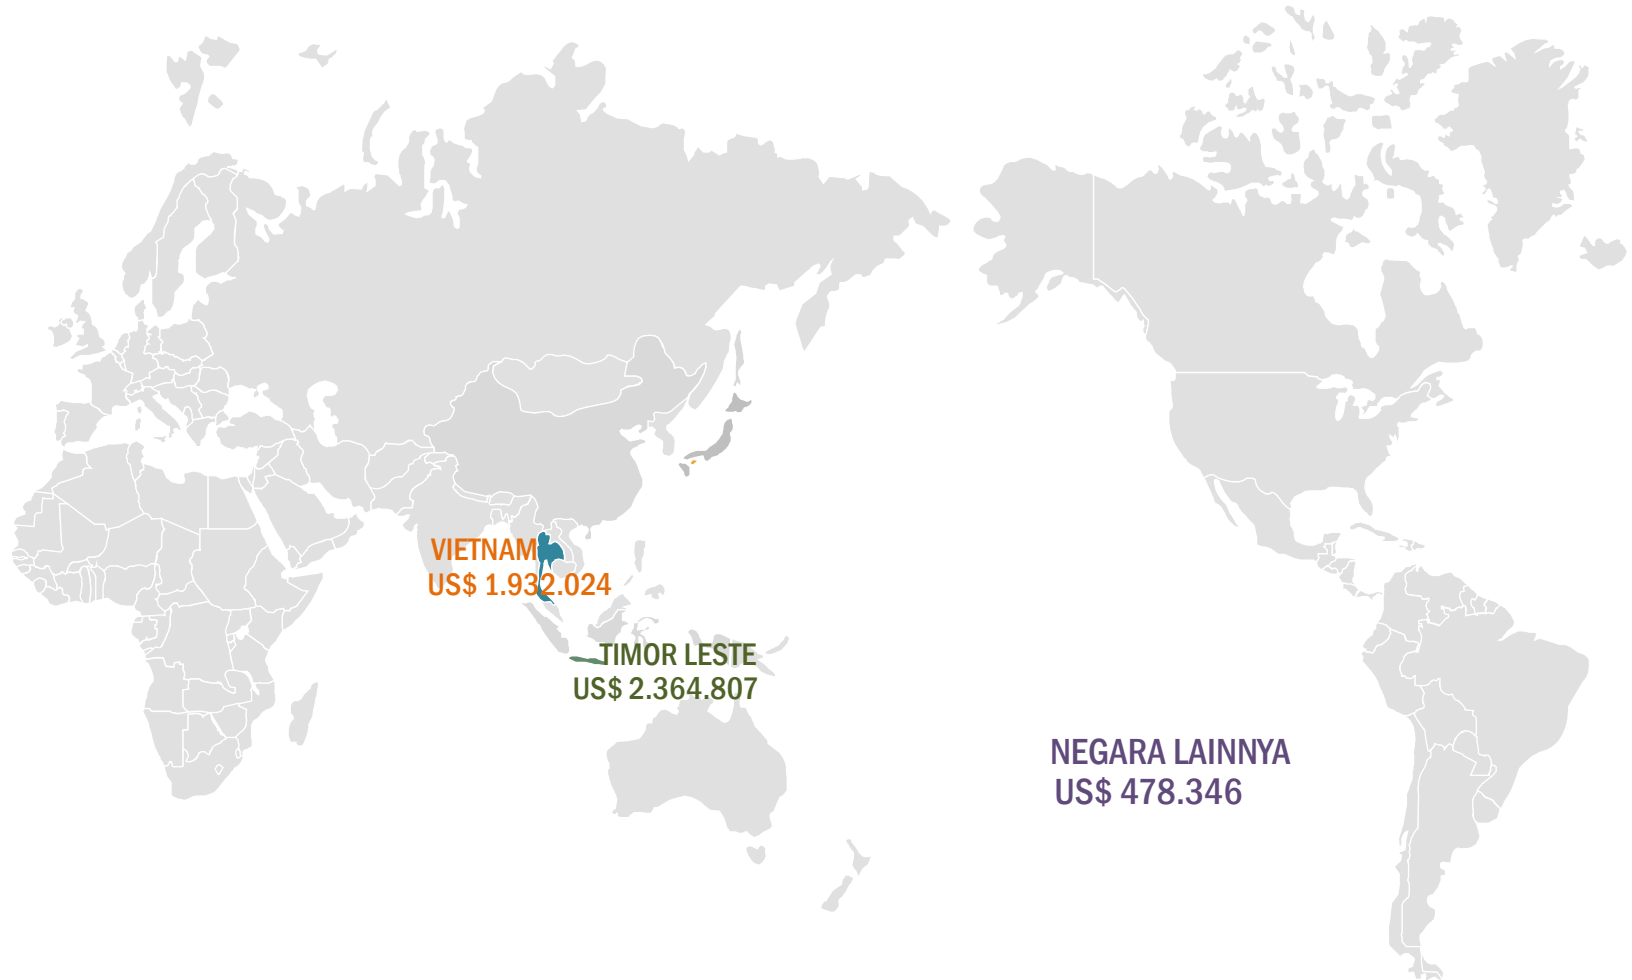 VIETNAM
US$ 1.932.024
TIMOR LESTE
US$ 2.364.807
NEGARA LAINNYA
US$ 478.346